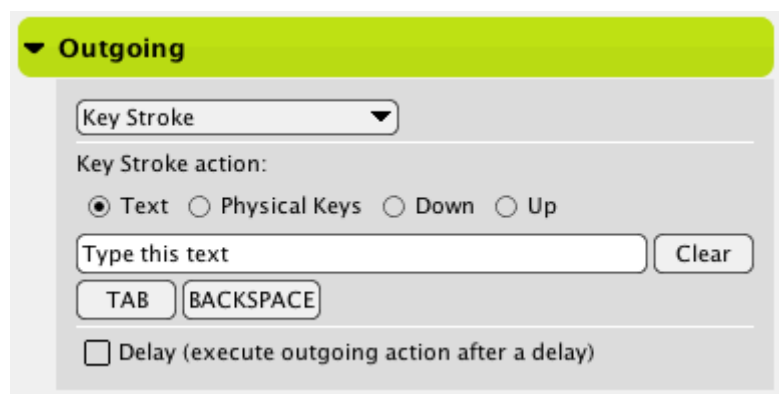 Outgoing
Key Stroke
Key Stroke action:
Text Physical Keys Down Up
Type this text Clear
TAB BACKSPACE
Delay (execute outgoing action after a delay)